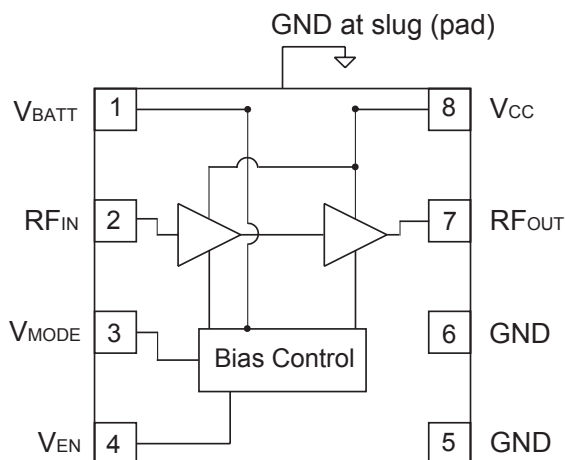 GND at slug (pad)
VBATT 1 8 VCC
RFIN 2 7 RFOUT
VMODE 3 6 GND
Bias Control
VEN 4 5 GND